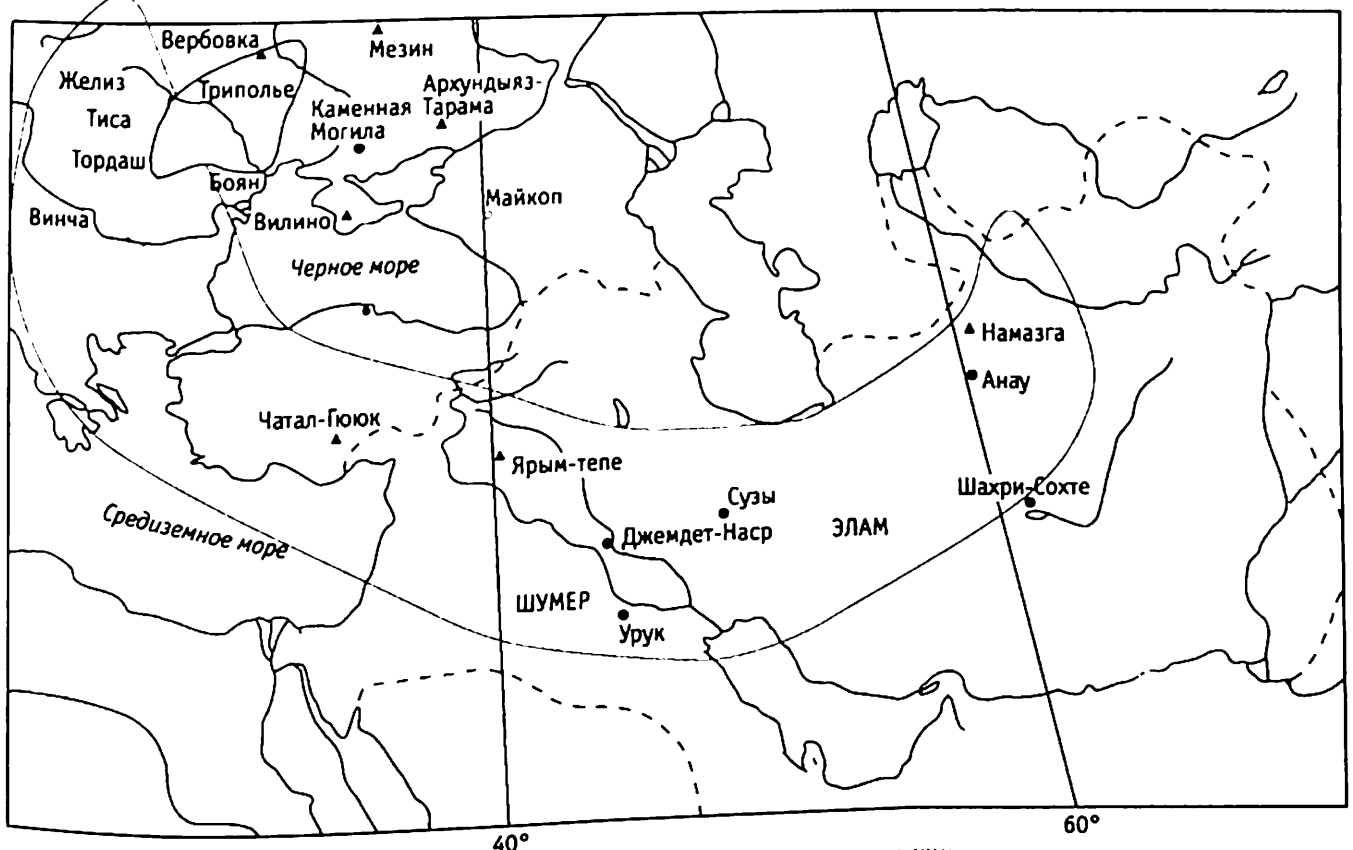 Вербовка
Мезин
Желиз
Триполье
Архундыяз-
Тарама
Тиса
Каменная
Могила
Тордаш
Боян
Майкоп
Винча
Вилино
Черное море
Намазга
Анау
Чатал-Гююк
Ярым-тепе
Шахри-Сохте
Сузы
Средиземное море
ЭЛАМ
Джемдет-Наср
ШУМЕР
Урук
40°
60°